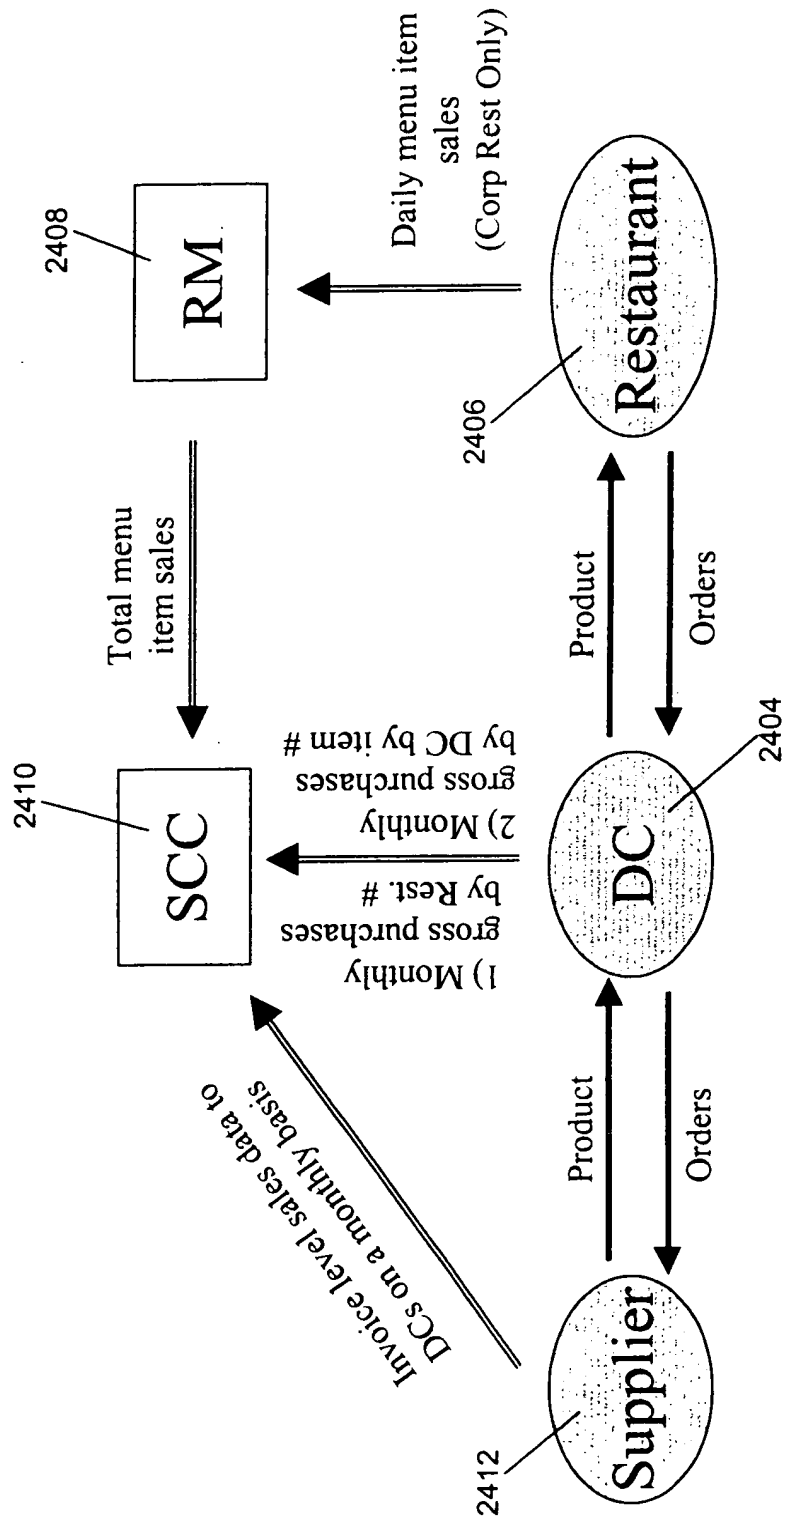 2410
SCC
2408
RM
Total menu
item sales
Invoice level sales data to
DCs on a monthly basis
1) Monthly
gross purchases
by Rest. #
2) Monthly
gross purchases
by DC by item #
Daily menu item
sales
(Corp Rest Only)
2412
Supplier
Product
Orders
DC
2404
Product
Orders
2406
Restaurant